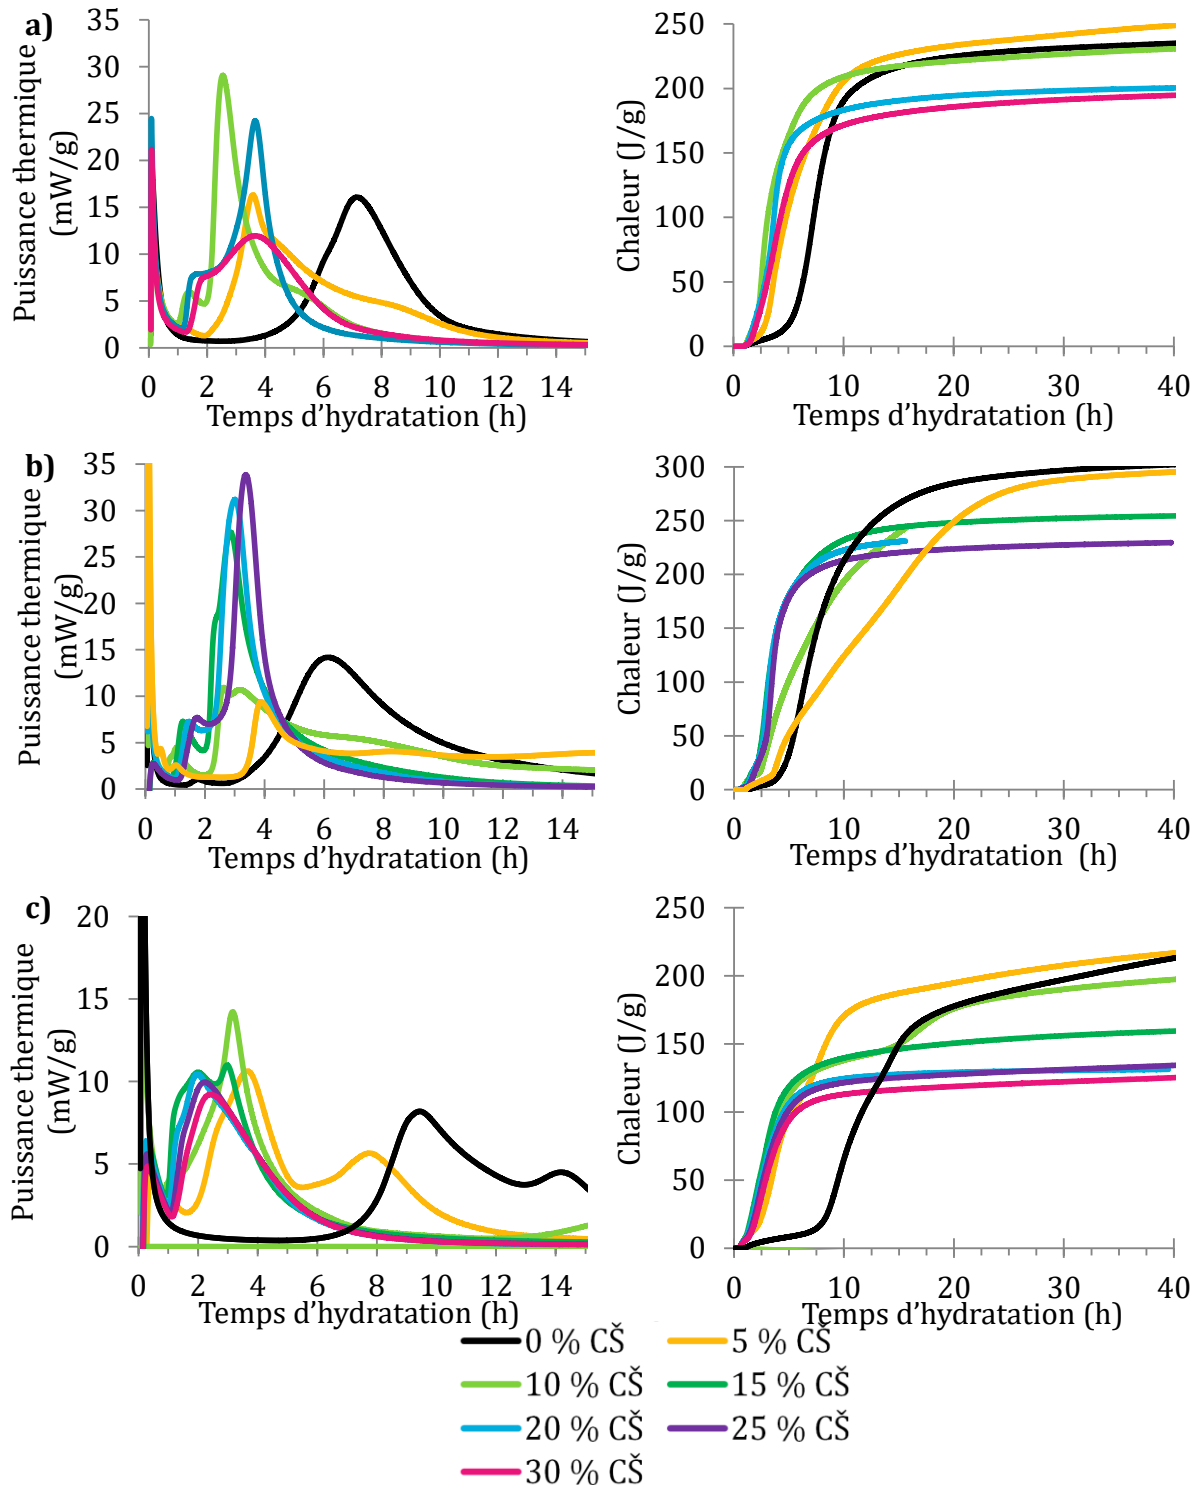 a)
Puissance thermique
(mW/g)
35
30
25
20
15
10
5
0
0 2 4 6 8 10 12 14
Temps d’hydratation (h)
Chaleur (J/g)
250
200
150
100
50
0
0 10 20 30 40
Temps d’hydratation (h)
b)
Puissance thermique
(mW/g)
35
30
25
20
15
10
5
0
0 2 4 6 8 10 12 14
Temps d’hydratation (h)
Chaleur (J/g)
300
250
200
150
100
50
0
0 10 20 30 40
Temps d’hydratation (h)
c)
Puissance thermique
(mW/g)
20
15
10
5
0
0 2 4 6 8 10 12 14
Temps d’hydratation (h)
Chaleur (J/g)
250
200
150
100
50
0
0 10 20 30 40
Temps d’hydratation (h)
0 % CŠ 5 % CŠ
10 % CŠ 15 % CŠ
20 % CŠ 25 % CŠ
30 % CŠ